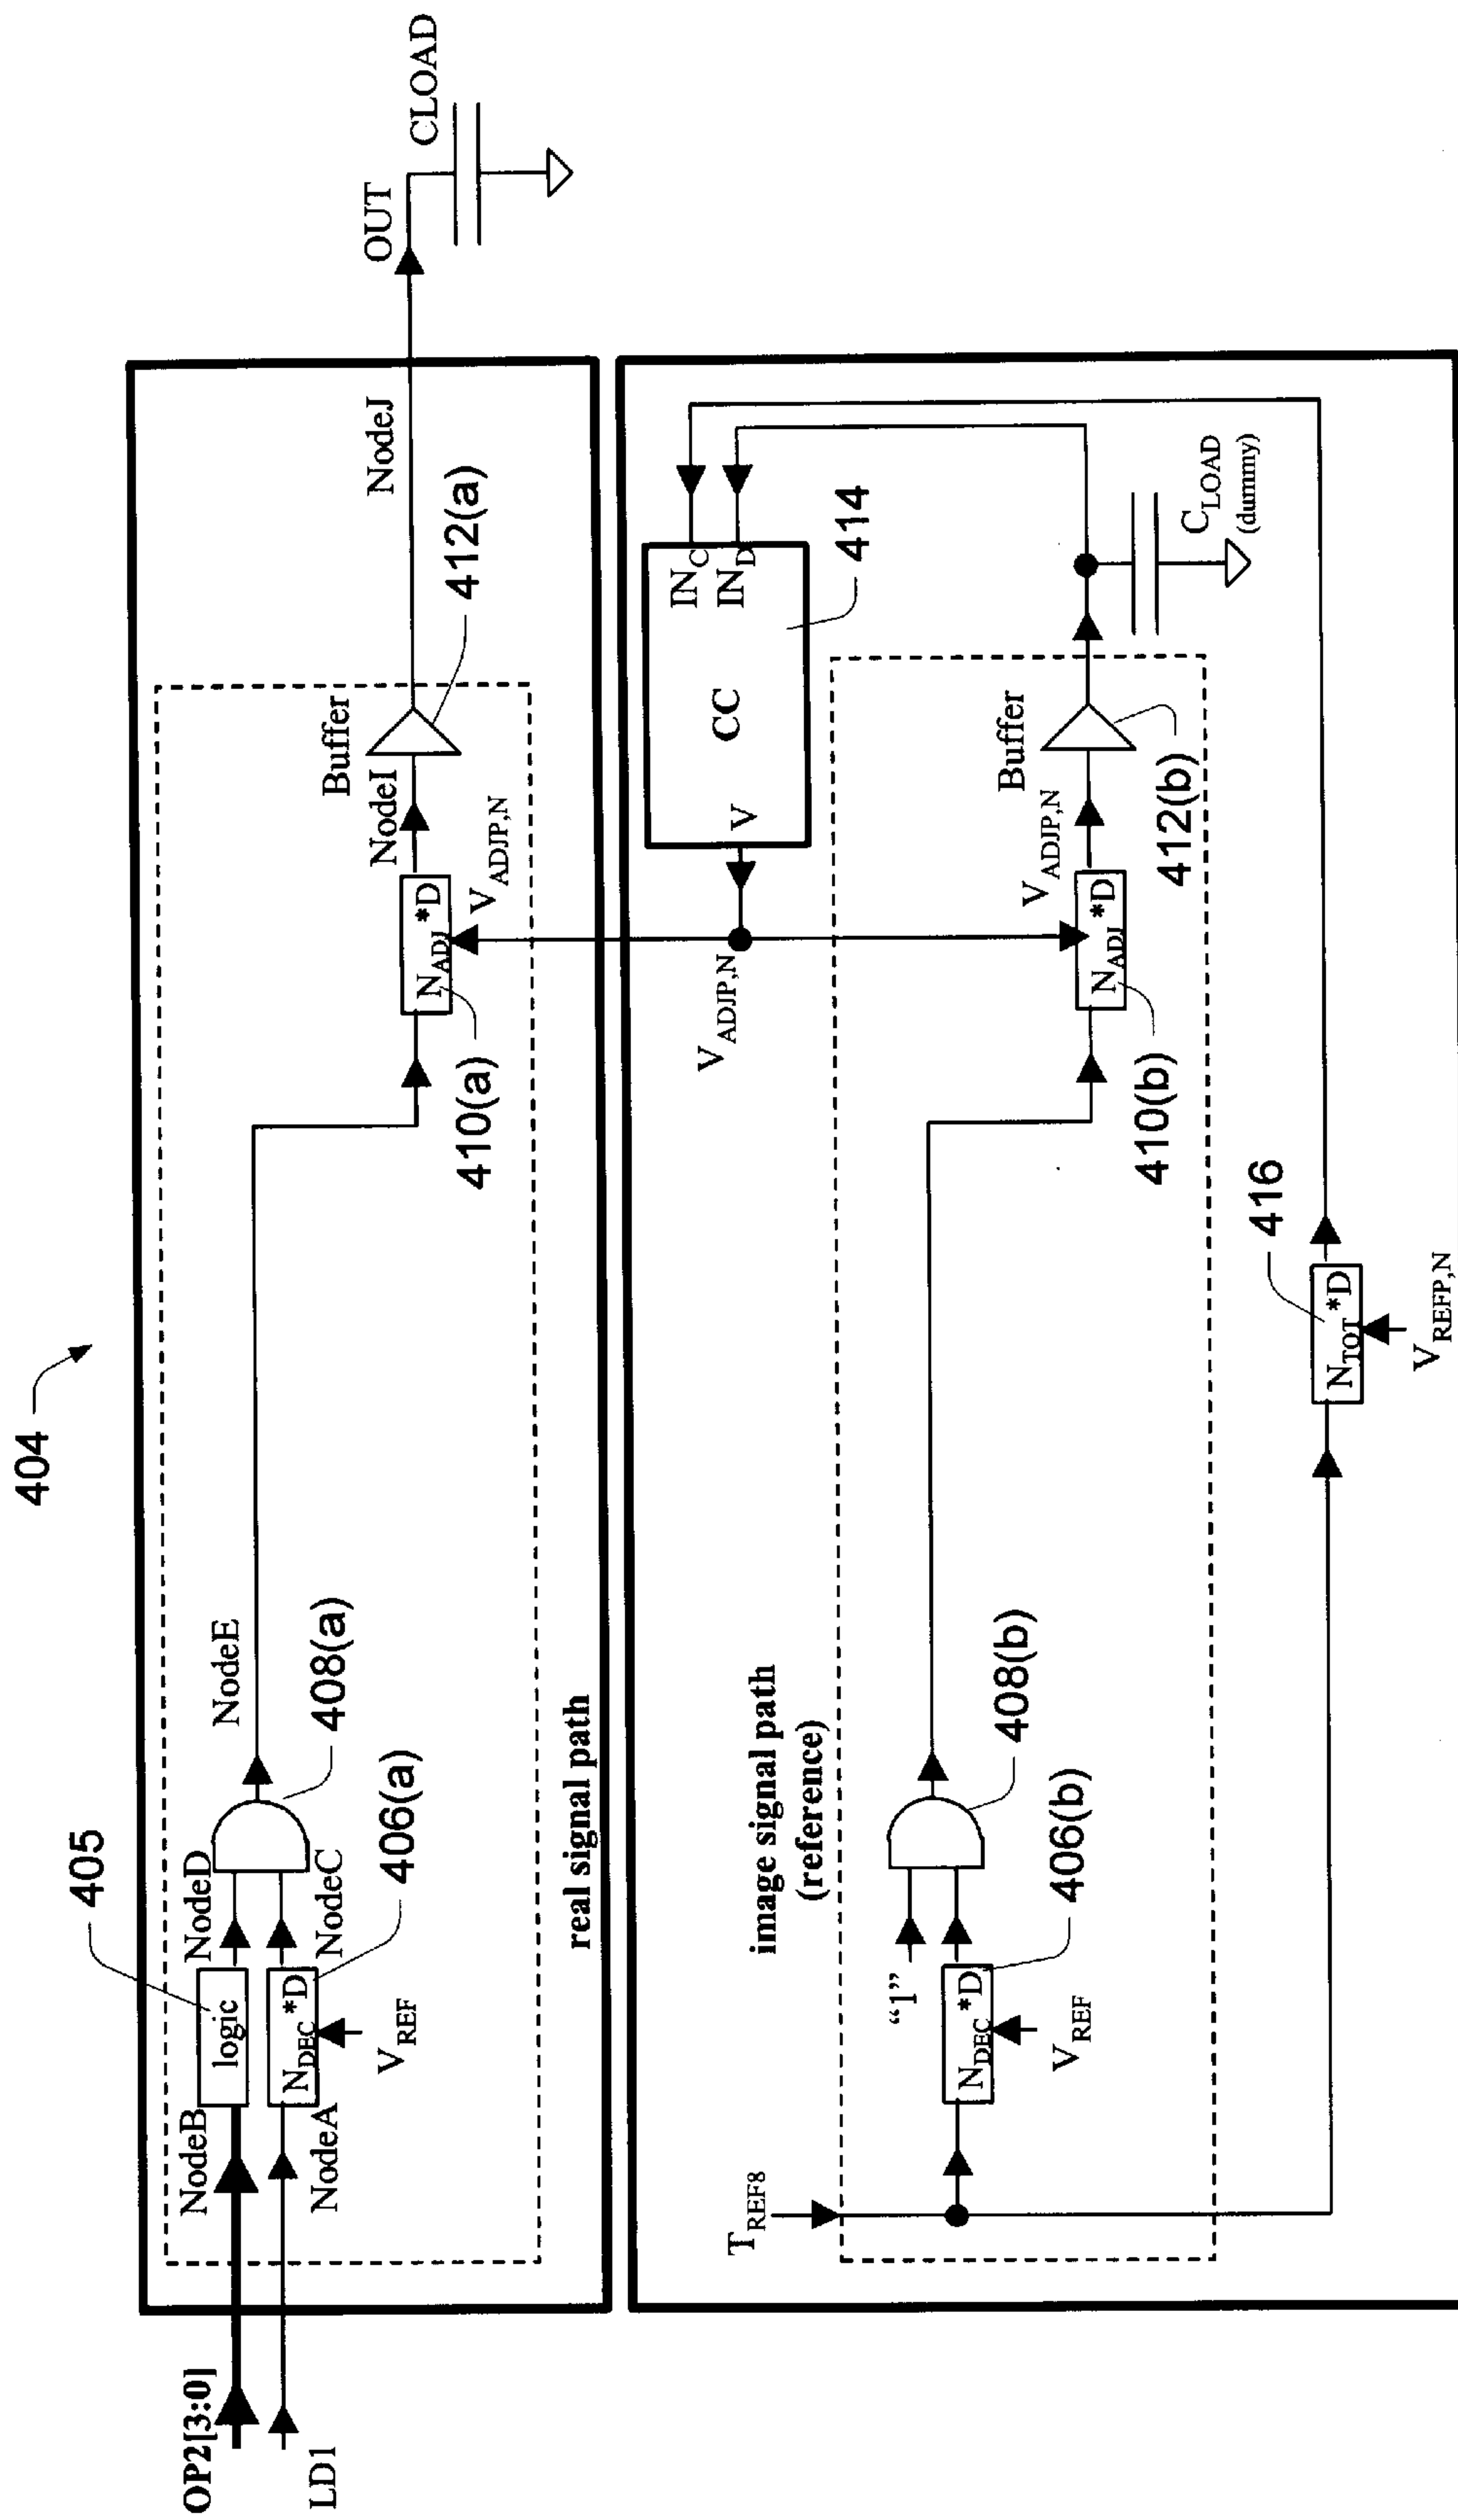 404
OP2[3:0]
LD1
405
NodeB
logic
NodeD
NodeA
N_DEC *D
NodeC
V_REF
406(a)
408(a)
NodeE
410(a)
N_ADJ *D
V_ADJP,N
NodeI
Buffer
412(a)
NodeJ
OUT
CLOAD
real signal path
image signal path
(reference)
T_REF8
"1"
N_DEC *D
V_REF
406(b)
408(b)
V_ADJP,N
410(b)
N_ADJ *D
V_ADJP,N
Buffer
412(b)
V
CC
IN_C
IN_D
414
C_LOAD
(dummy)
416
N_TOT *D
V_REFP,N